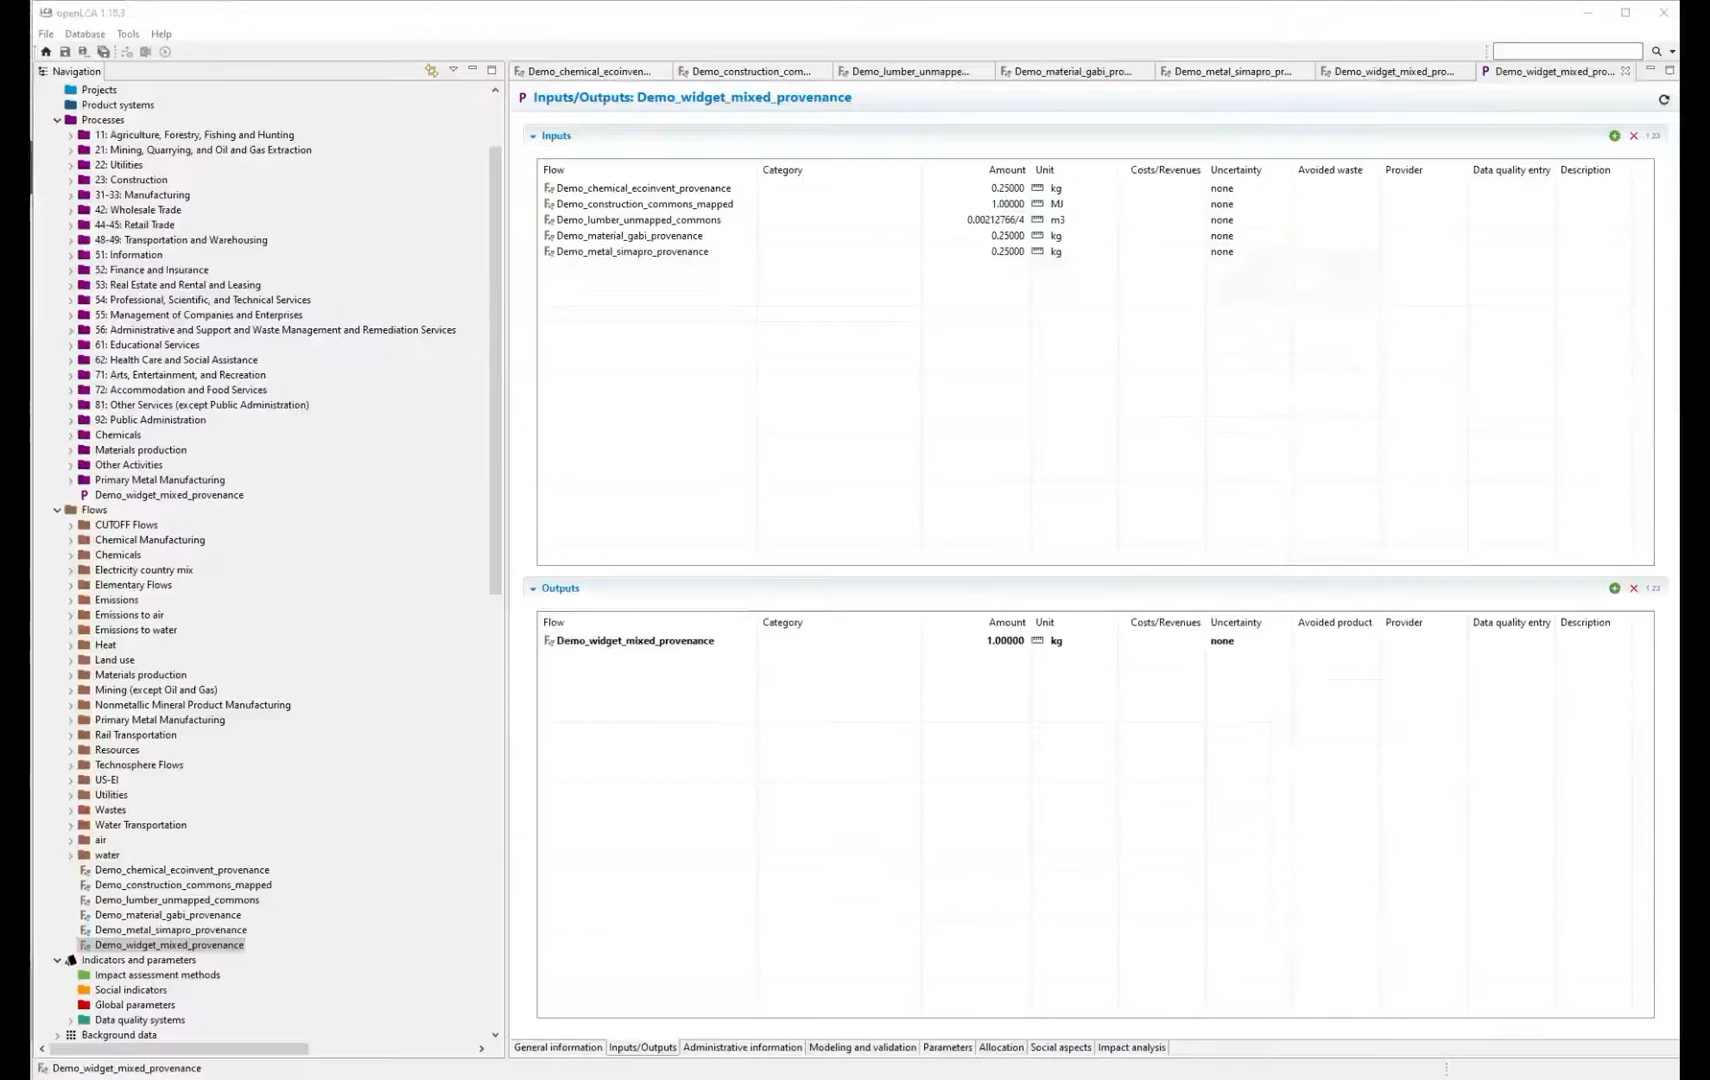 openLCA 1.10.3
File Database Tools Help
Navigation
Projects
Product systems
Processes
11: Agriculture, Forestry, Fishing and Hunting
21: Mining, Quarrying, and Oil and Gas Extraction
22: Utilities
23: Construction
31-33: Manufacturing
42: Wholesale Trade
44-45: Retail Trade
48-49: Transportation and Warehousing
51: Information
52: Finance and Insurance
53: Real Estate and Rental and Leasing
54: Professional, Scientific, and Technical Services
55: Management of Companies and Enterprises
56: Administrative and Support and Waste Management and Remediation Services
61: Educational Services
62: Health Care and Social Assistance
71: Arts, Entertainment, and Recreation
72: Accommodation and Food Services
81: Other Services (except Public Administration)
92: Public Administration
Chemicals
Materials production
Other Activities
Primary Metal Manufacturing
P Demo_widget_mixed_provenance
Flows
CUTOFF Flows
Chemical Manufacturing
Chemicals
Electricity country mix
Elementary Flows
Emissions
Emissions to air
Emissions to water
Heat
Land use
Materials production
Mining (except Oil and Gas)
Nonmetallic Mineral Product Manufacturing
Primary Metal Manufacturing
Rail Transportation
Resources
Technosphere Flows
US-EI
Utilities
Wastes
Water Transportation
air
water
Demo_chemical_ecoinvent_provenance
Demo_construction_commons_mapped
Demo_lumber_unmapped_commons
Demo_material_gabi_provenance
Demo_metal_simapro_provenance
Demo_widget_mixed_provenance
Indicators and parameters
Impact assessment methods
Social indicators
Global parameters
Data quality systems
Background data
Demo_widget_mixed_provenance
Demo_chemical_ecoinven... Demo_construction_com... Demo_lumber_unmappe... Demo_material_gabi_pro... Demo_metal_simapro_pr... Demo_widget_mixed_pro... P Demo_widget_mixed_pro...
P Inputs/Outputs: Demo_widget_mixed_provenance
Inputs 1.23
Flow Category Amount Unit Costs/Revenues Uncertainty Avoided waste Provider Data quality entry Description
Demo_chemical_ecoinvent_provenance 0.25000 kg none
Demo_construction_commons_mapped 1.00000 MJ none
Demo_lumber_unmapped_commons 0.00212766/4 m3 none
Demo_material_gabi_provenance 0.25000 kg none
Demo_metal_simapro_provenance 0.25000 kg none
Outputs 1.23
Flow Category Amount Unit Costs/Revenues Uncertainty Avoided product Provider Data quality entry Description
Demo_widget_mixed_provenance 1.00000 kg none
General information Inputs/Outputs Administrative information Modeling and validation Parameters Allocation Social aspects Impact analysis